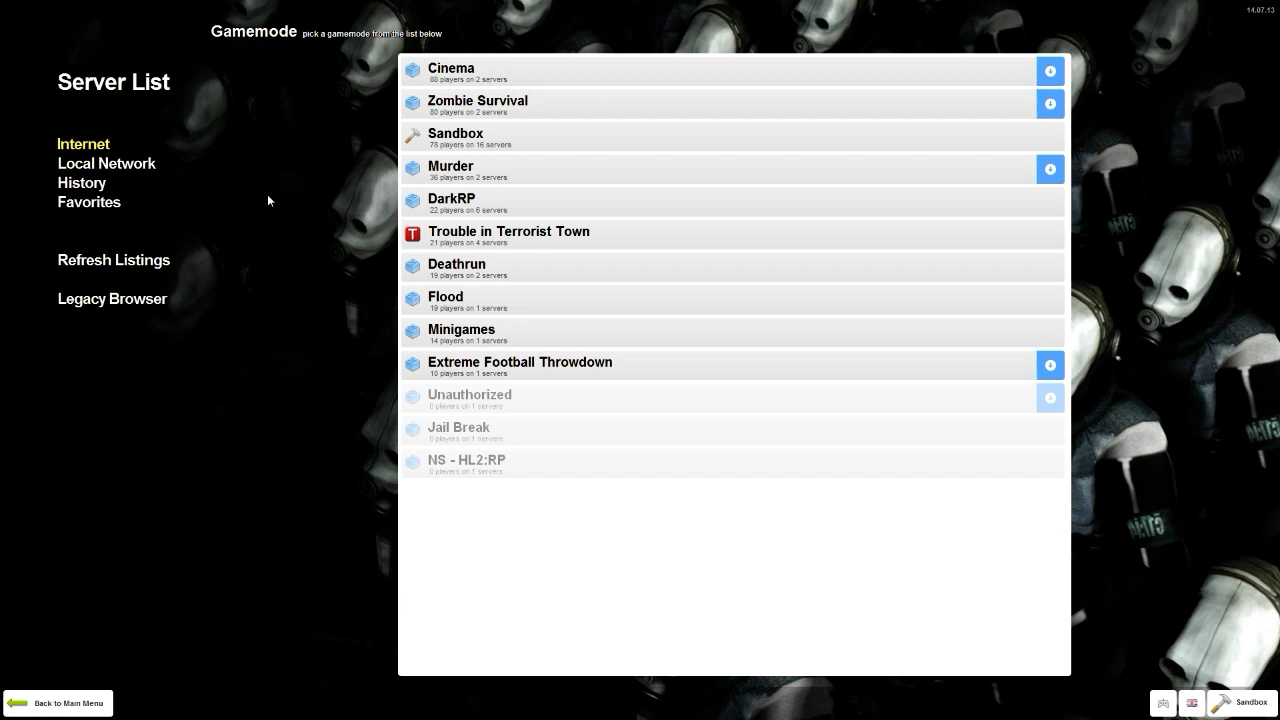 14.07.13
Gamemode pick a gamemode from the list below
Server List
Internet
Local Network
History
Favorites
Refresh Listings
Legacy Browser
Cinema
88 players on 2 servers
Zombie Survival
80 players on 2 servers
Sandbox
78 players on 16 servers
Murder
36 players on 2 servers
DarkRP
22 players on 6 servers
T
Trouble in Terrorist Town
21 players on 4 servers
Deathrun
19 players on 2 servers
Flood
19 players on 1 servers
Minigames
14 players on 1 servers
Extreme Football Throwdown
10 players on 1 servers
Unauthorized
0 players on 1 servers
Jail Break
0 players on 1 servers
NS - HL2:RP
0 players on 1 servers
Back to Main Menu
Sandbox